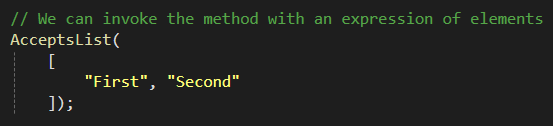 // We can invoke the method with an expression of elements
AcceptsList(
    [
        "First", "Second"
    ]);